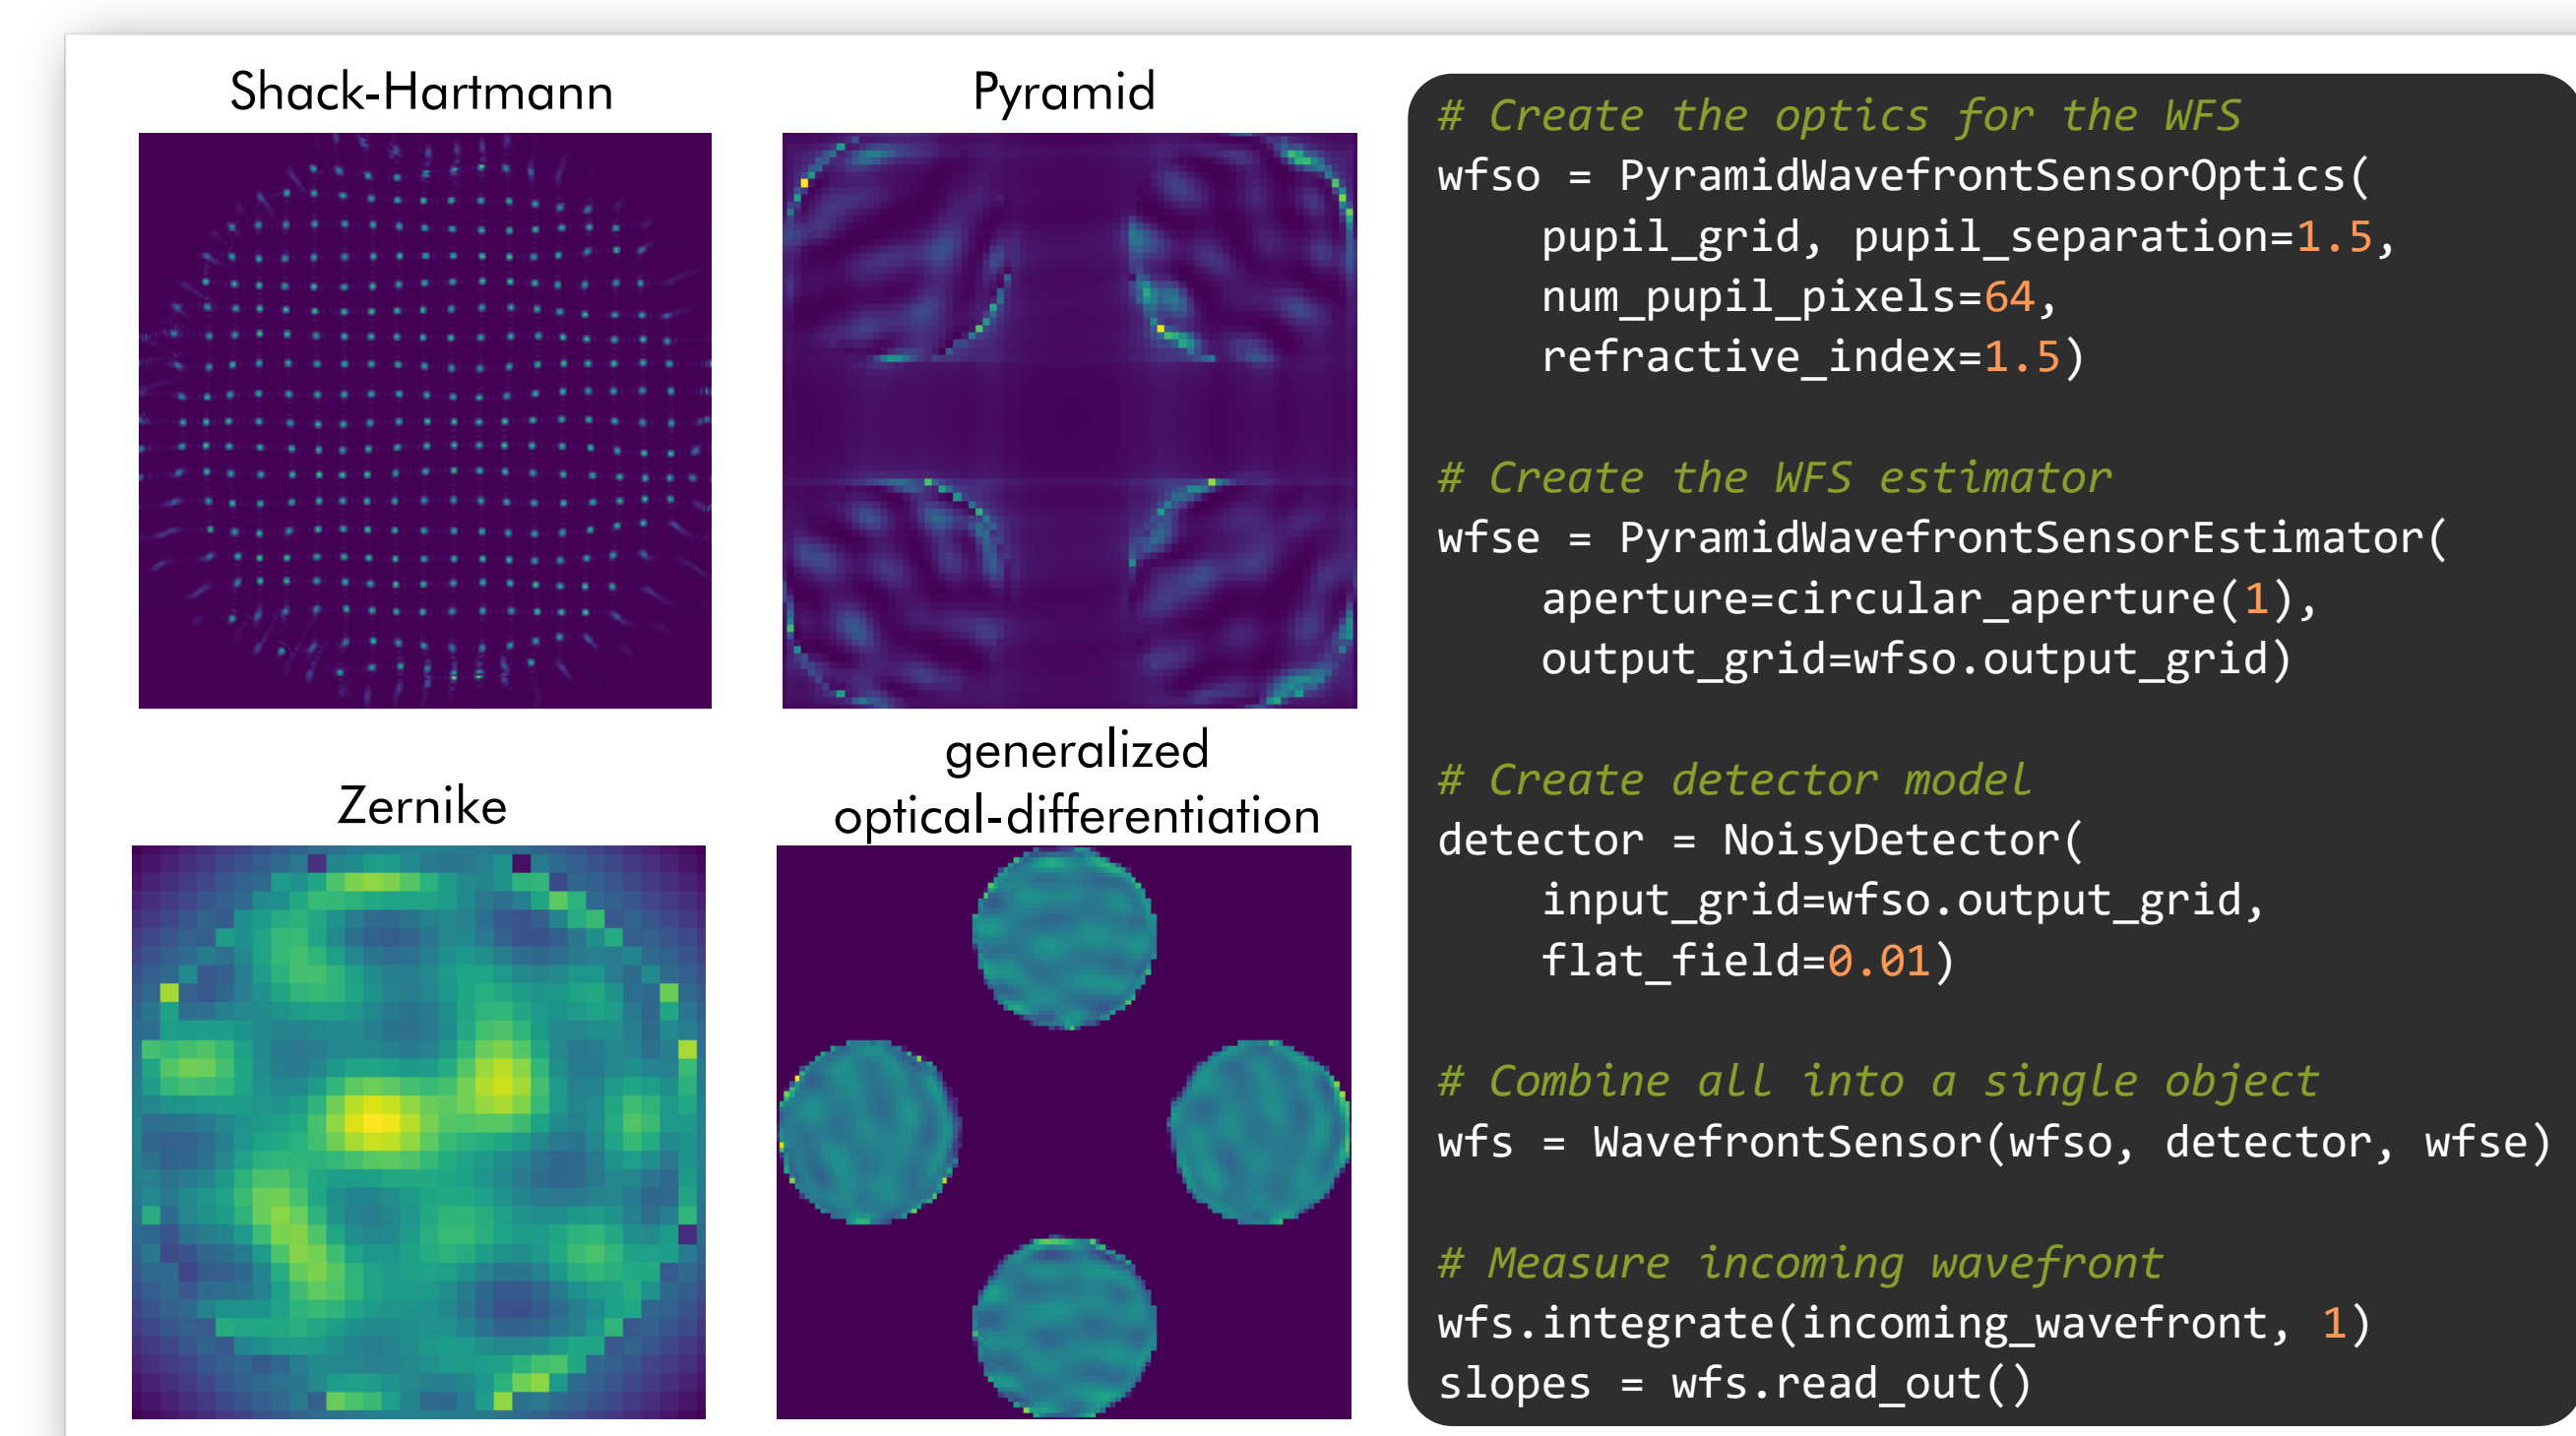 Shack-Hartmann
Pyramid
Zernike
generalized
optical-differentiation
# Create the optics for the WFS
wfso = PyramidWavefrontSensorOptics(
    pupil_grid, pupil_separation=1.5,
    num_pupil_pixels=64,
    refractive_index=1.5)

# Create the WFS estimator
wfse = PyramidWavefrontSensorEstimator(
    aperture=circular_aperture(1),
    output_grid=wfso.output_grid)

# Create detector model
detector = NoisyDetector(
    input_grid=wfso.output_grid,
    flat_field=0.01)

# Combine all into a single object
wfs = WavefrontSensor(wfso, detector, wfse)

# Measure incoming wavefront
wfs.integrate(incoming_wavefront, 1)
slopes = wfs.read_out()